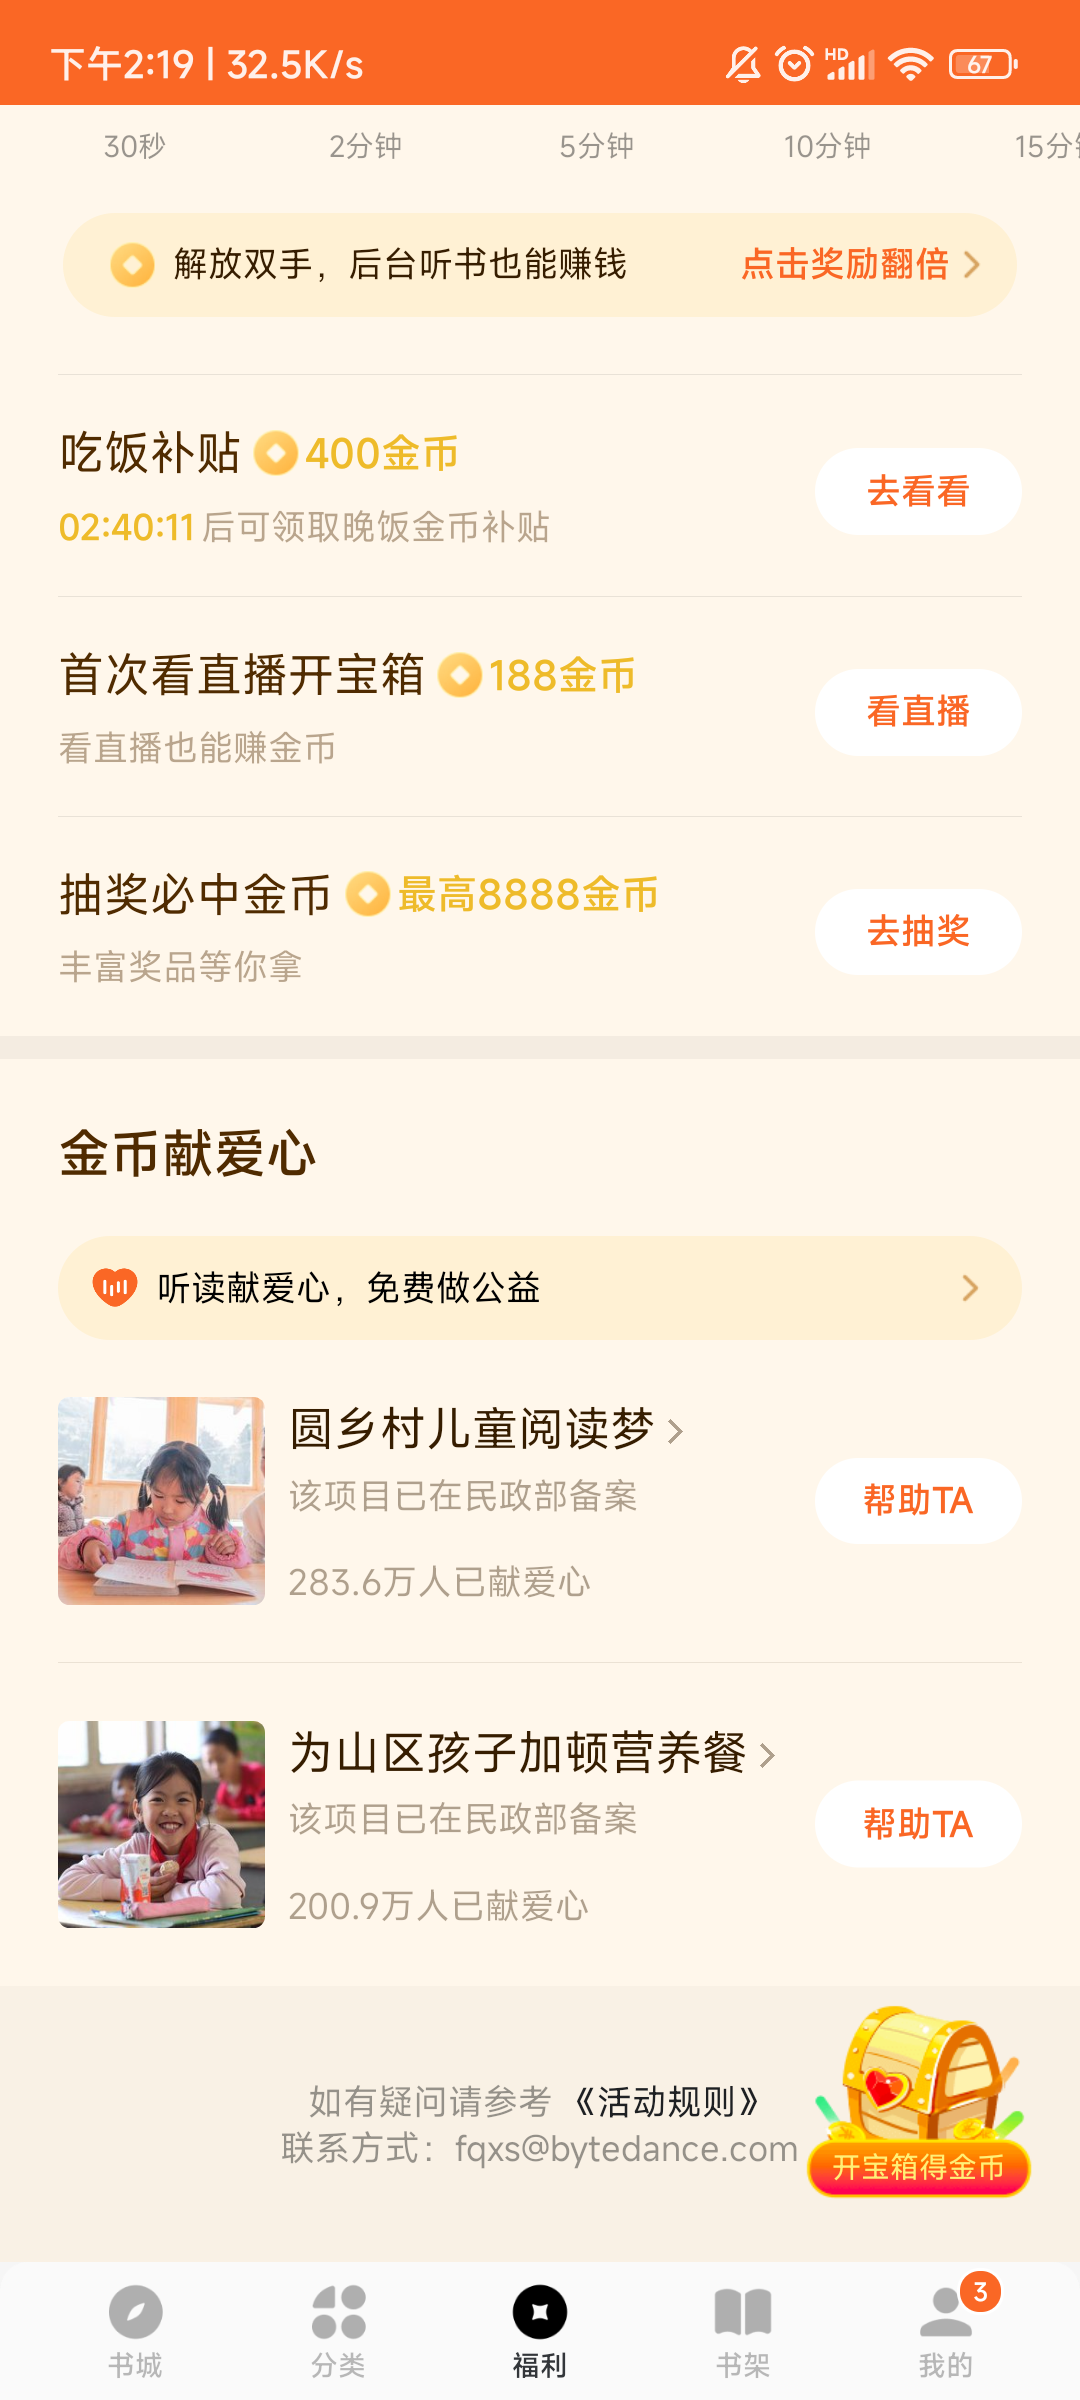 下午2:19 | 32.5K/s
HD
67
30秒 2分钟 5分钟 10分钟 15分钟
解放双手，后台听书也能赚钱 点击奖励翻倍
吃饭补贴 400金币
02:40:11 后可领取晚饭金币补贴
去看看
首次看直播开宝箱 188金币
看直播也能赚金币
看直播
抽奖必中金币 最高8888金币
丰富奖品等你拿
去抽奖
金币献爱心
听读献爱心，免费做公益
圆乡村儿童阅读梦
该项目已在民政部备案
283.6万人已献爱心
帮助TA
为山区孩子加顿营养餐
该项目已在民政部备案
200.9万人已献爱心
帮助TA
如有疑问请参考 《活动规则》
联系方式：fqxs@bytedance.com
开宝箱得金币
书城 分类 福利 书架 我的
3